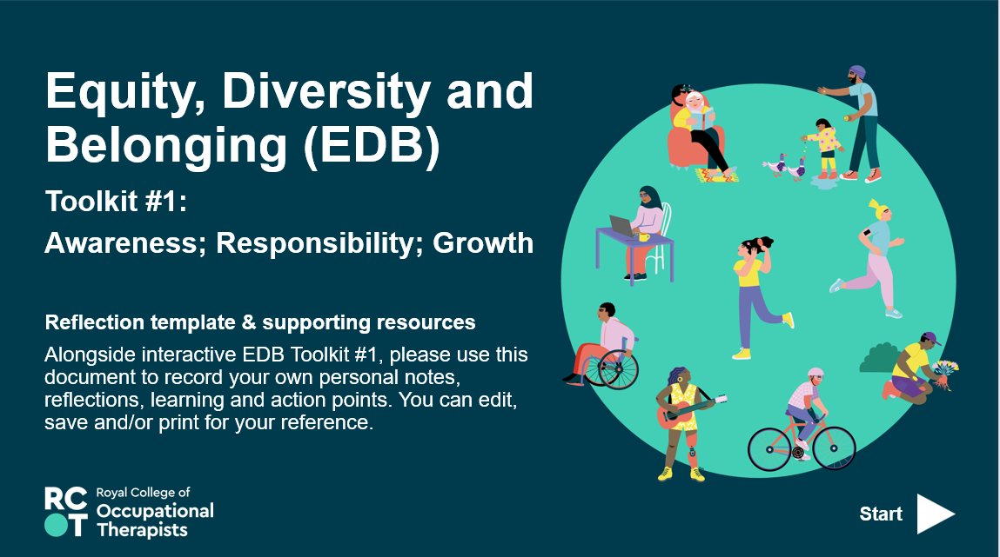 Equity, Diversity and
Belonging (EDB)
Toolkit #1:
Awareness; Responsibility; Growth
Reflection template & supporting resources
Alongside interactive EDB Toolkit #1, please use this
document to record your own personal notes,
reflections, learning and action points. You can edit,
save and/or print for your reference.
RCOT
Royal College of
Occupational
Therapists
Start